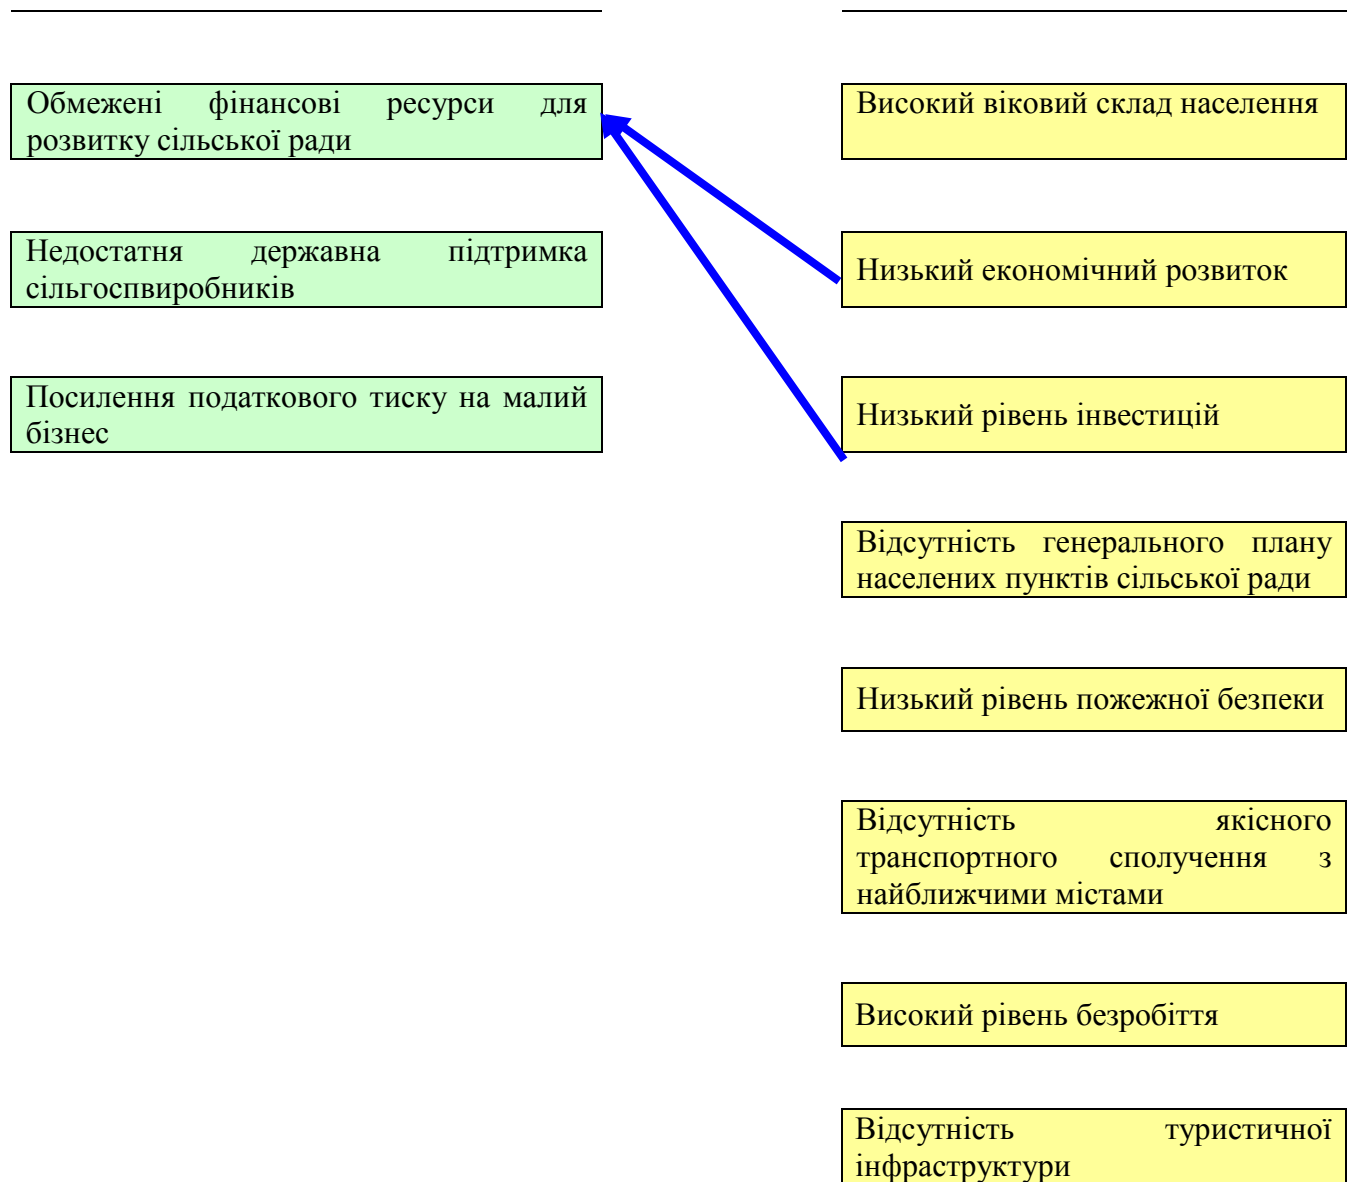 Обмежені фінансові ресурси для
розвитку сільської ради
Недостатня державна підтримка
сільгоспвиробників
Посилення податкового тиску на малий
бізнес
Високий віковий склад населення
Низький економічний розвиток
Низький рівень інвестицій
Відсутність генерального плану
населених пунктів сільської ради
Низький рівень пожежної безпеки
Відсутність якісного
транспортного сполучення з
найближчими містами
Високий рівень безробіття
Відсутність туристичної
інфраструктури